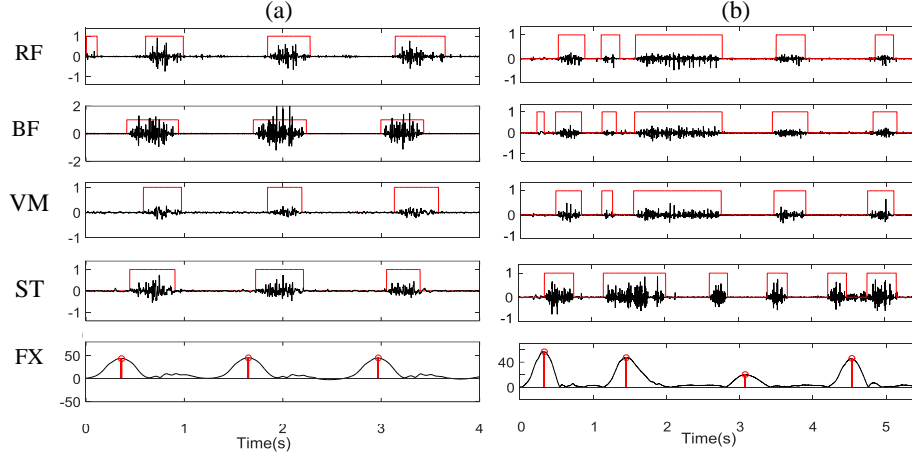 (a) (b)
RF 1 0 -1 1 0 -1
BF 2 1 0 -2 1 0 -1
VM 1 0 -1 1 0 -1
ST 1 0 -1 1 0 -1
FX 50 0 -50 40 0
0 1 2 3 4 0 1 2 3 4 5
Time(s) Time(s)